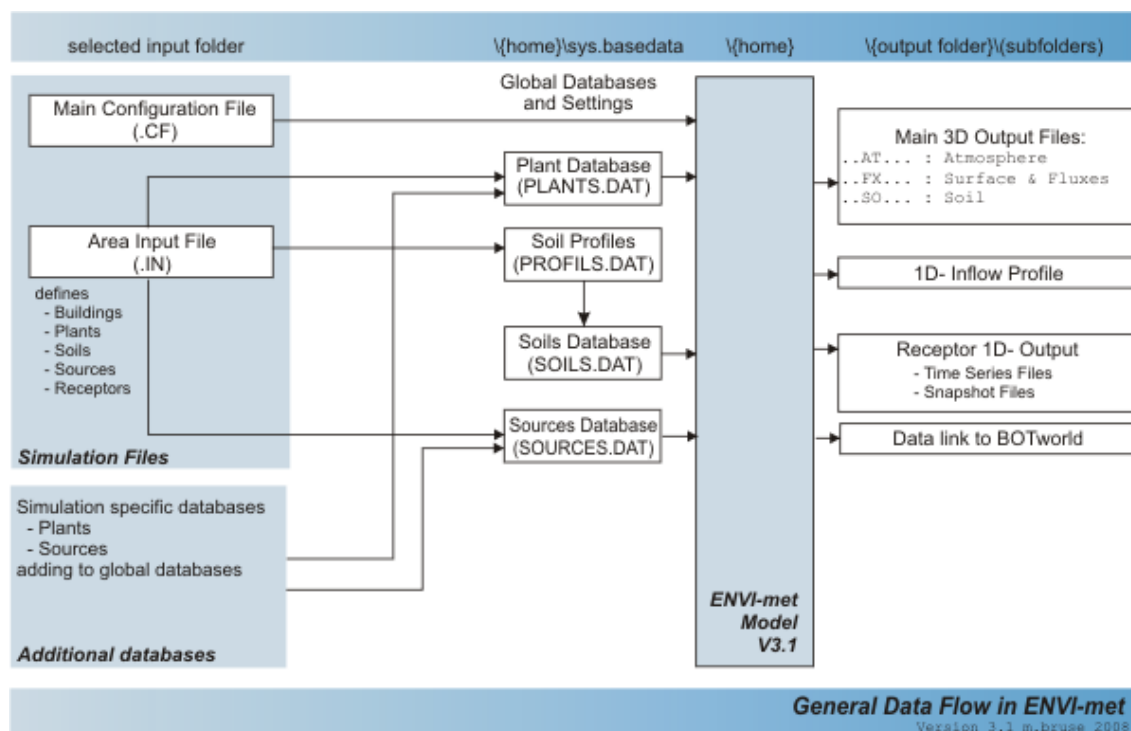 selected input folder
\{home}\sys.basedata
\{home}
\{output folder}\(subfolders)
Main Configuration File
(.CF)
Area Input File
(.IN)
defines
- Buildings
- Plants
- Soils
- Sources
- Receptors
Simulation Files
Simulation specific databases
- Plants
- Sources
adding to global databases
Additional databases
Global Databases
and Settings
Plant Database
(PLANTS.DAT)
Soil Profiles
(PROFILS.DAT)
Soils Database
(SOILS.DAT)
Sources Database
(SOURCES.DAT)
ENVI-met
Model
V3.1
Main 3D Output Files:
..AT... : Atmosphere
..FX... : Surface & Fluxes
..SO... : Soil
1D- Inflow Profile
Receptor 1D- Output
- Time Series Files
- Snapshot Files
Data link to BOTworld
General Data Flow in ENVI-met
Version 3.1 m.bruse 2008